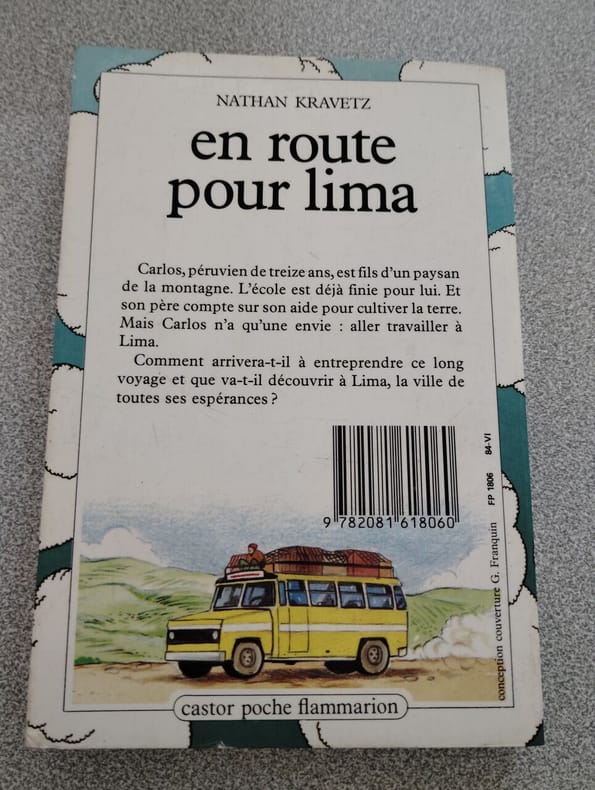 NATHAN KRAVETZ
en route
pour lima
Carlos, péruvien de treize ans, est fils d'un paysan
de la montagne. L'école est déjà finie pour lui. Et
son père compte sur son aide pour cultiver la terre.
Mais Carlos n'a qu'une envie : aller travailler à
Lima.
Comment arrivera-t-il à entreprendre ce long
voyage et que va-t-il découvrir à Lima, la ville de
toutes ses espérances ?
9 782081 618060
FP 1806 84-VI
conception couverture G. Franquin
castor poche flammarion